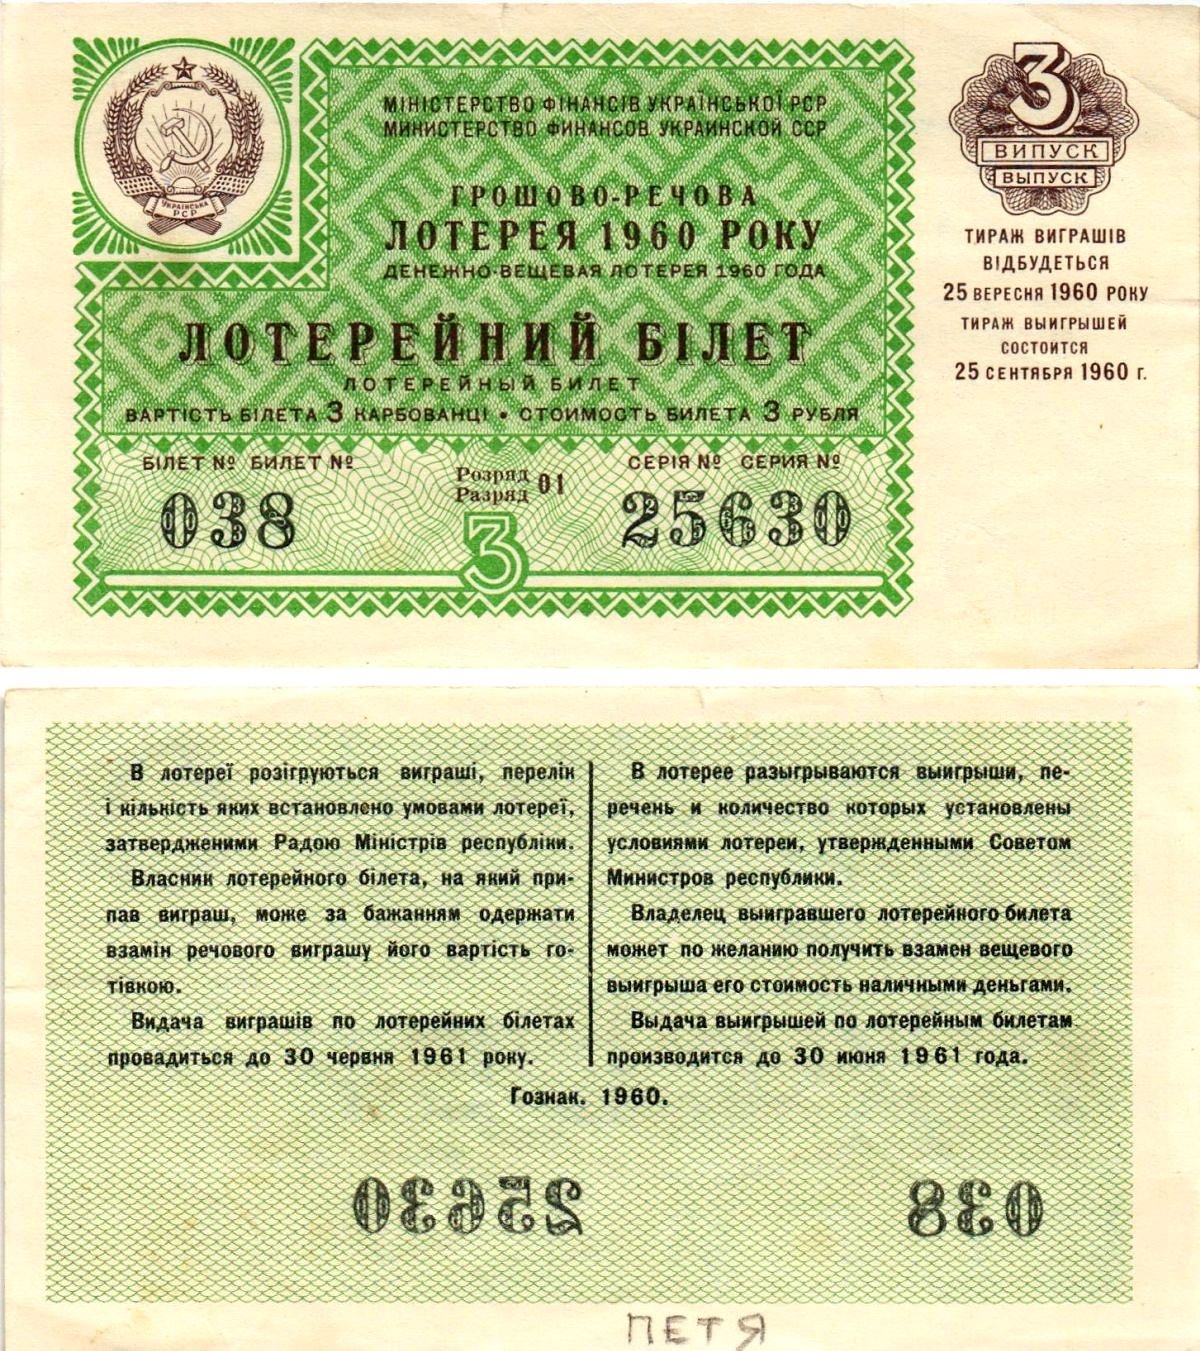 УКРАЇНСЬКА
РСР
МІНІСТЕРСТВО ФІНАНСІВ УКРАЇНСЬКОЇ РСР
МИНИСТЕРСТВО ФИНАНСОВ УКРАИНСКОЙ ССР
ГРОШОВО-РЕЧОВА
ЛОТЕРЕЯ 1960 РОКУ
ДЕНЕЖНО-ВЕЩЕВАЯ ЛОТЕРЕЯ 1960 ГОДА
ЛОТЕРЕЙНИЙ БІЛЕТ
ЛОТЕРЕЙНЫЙ БИЛЕТ
ВАРТІСТЬ БІЛЕТА 3 КАРБОВАНЦІ • СТОИМОСТЬ БИЛЕТА 3 РУБЛЯ
БІЛЕТ № БИЛЕТ №
038
Розряд
Разряд 01
3
СЕРІЯ № СЕРИЯ №
25630
3
ВИПУСК
ВЫПУСК
ТИРАЖ ВИГРАШІВ
ВІДБУДЕТЬСЯ
25 ВЕРЕСНЯ 1960 РОКУ
ТИРАЖ ВЫИГРЫШЕЙ
СОСТОИТСЯ
25 СЕНТЯБРЯ 1960 Г.
В лотереї розігруються виграші, перелік
і кількість яких встановлено умовами лотереї,
затвердженими Радою Міністрів республіки.
Власник лотерейного білета, на який при-
пав виграш, може за бажанням одержати
взамін речового виграшу його вартість го-
тівкою.
Видача виграшів по лотерейних білетах
провадиться до 30 червня 1961 року.
В лотерее разыгрываются выигрыши, пе-
речень и количество которых установлены
условиями лотереи, утвержденными Советом
Министров республики.
Владелец выигравшего лотерейного билета
может по желанию получить взамен вещевого
выигрыша его стоимость наличными деньгами.
Выдача выигрышей по лотерейным билетам
производится до 30 июня 1961 года.
Гознак. 1960.
25630
038
ПЕТЯ